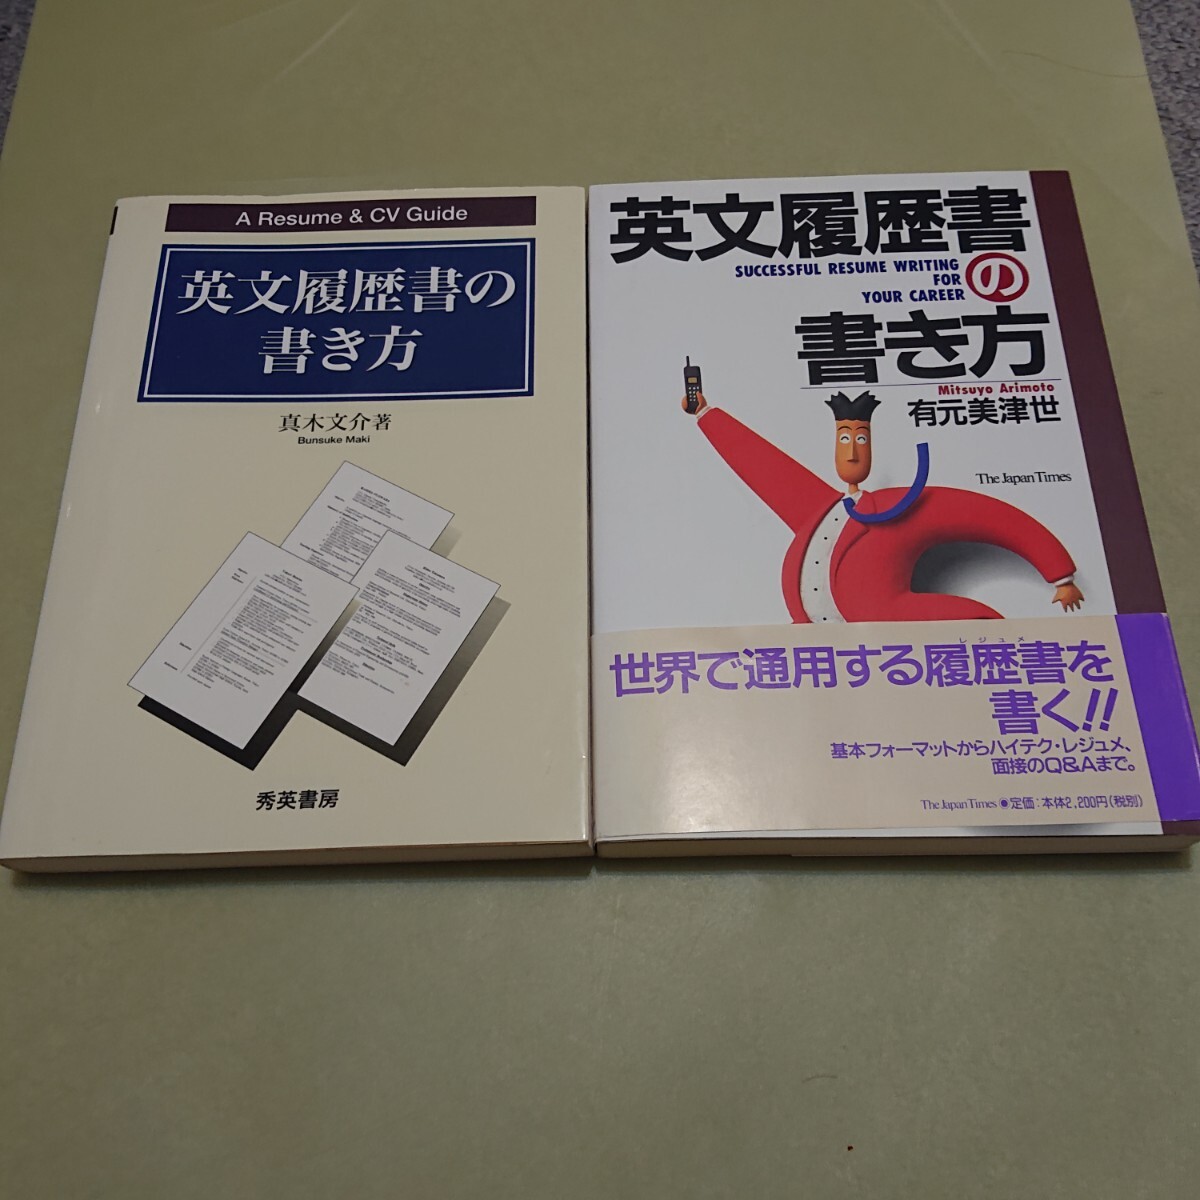 A Resume & CV Guide
英文履歴書の
書き方
真木文介著
Bunsuke Maki
秀英書房
英文履歴書
の
SUCCESSFUL RESUME WRITING
FOR
YOUR CAREER
書き方
Mitsuyo Arimoto
有元美津世
The Japan Times
レジュメ
世界で通用する履歴書を
書く!!
基本フォーマットからハイテク・レジュメ、
面接のQ&Aまで。
The Japan Times ●定価:本体2,200円(税別)